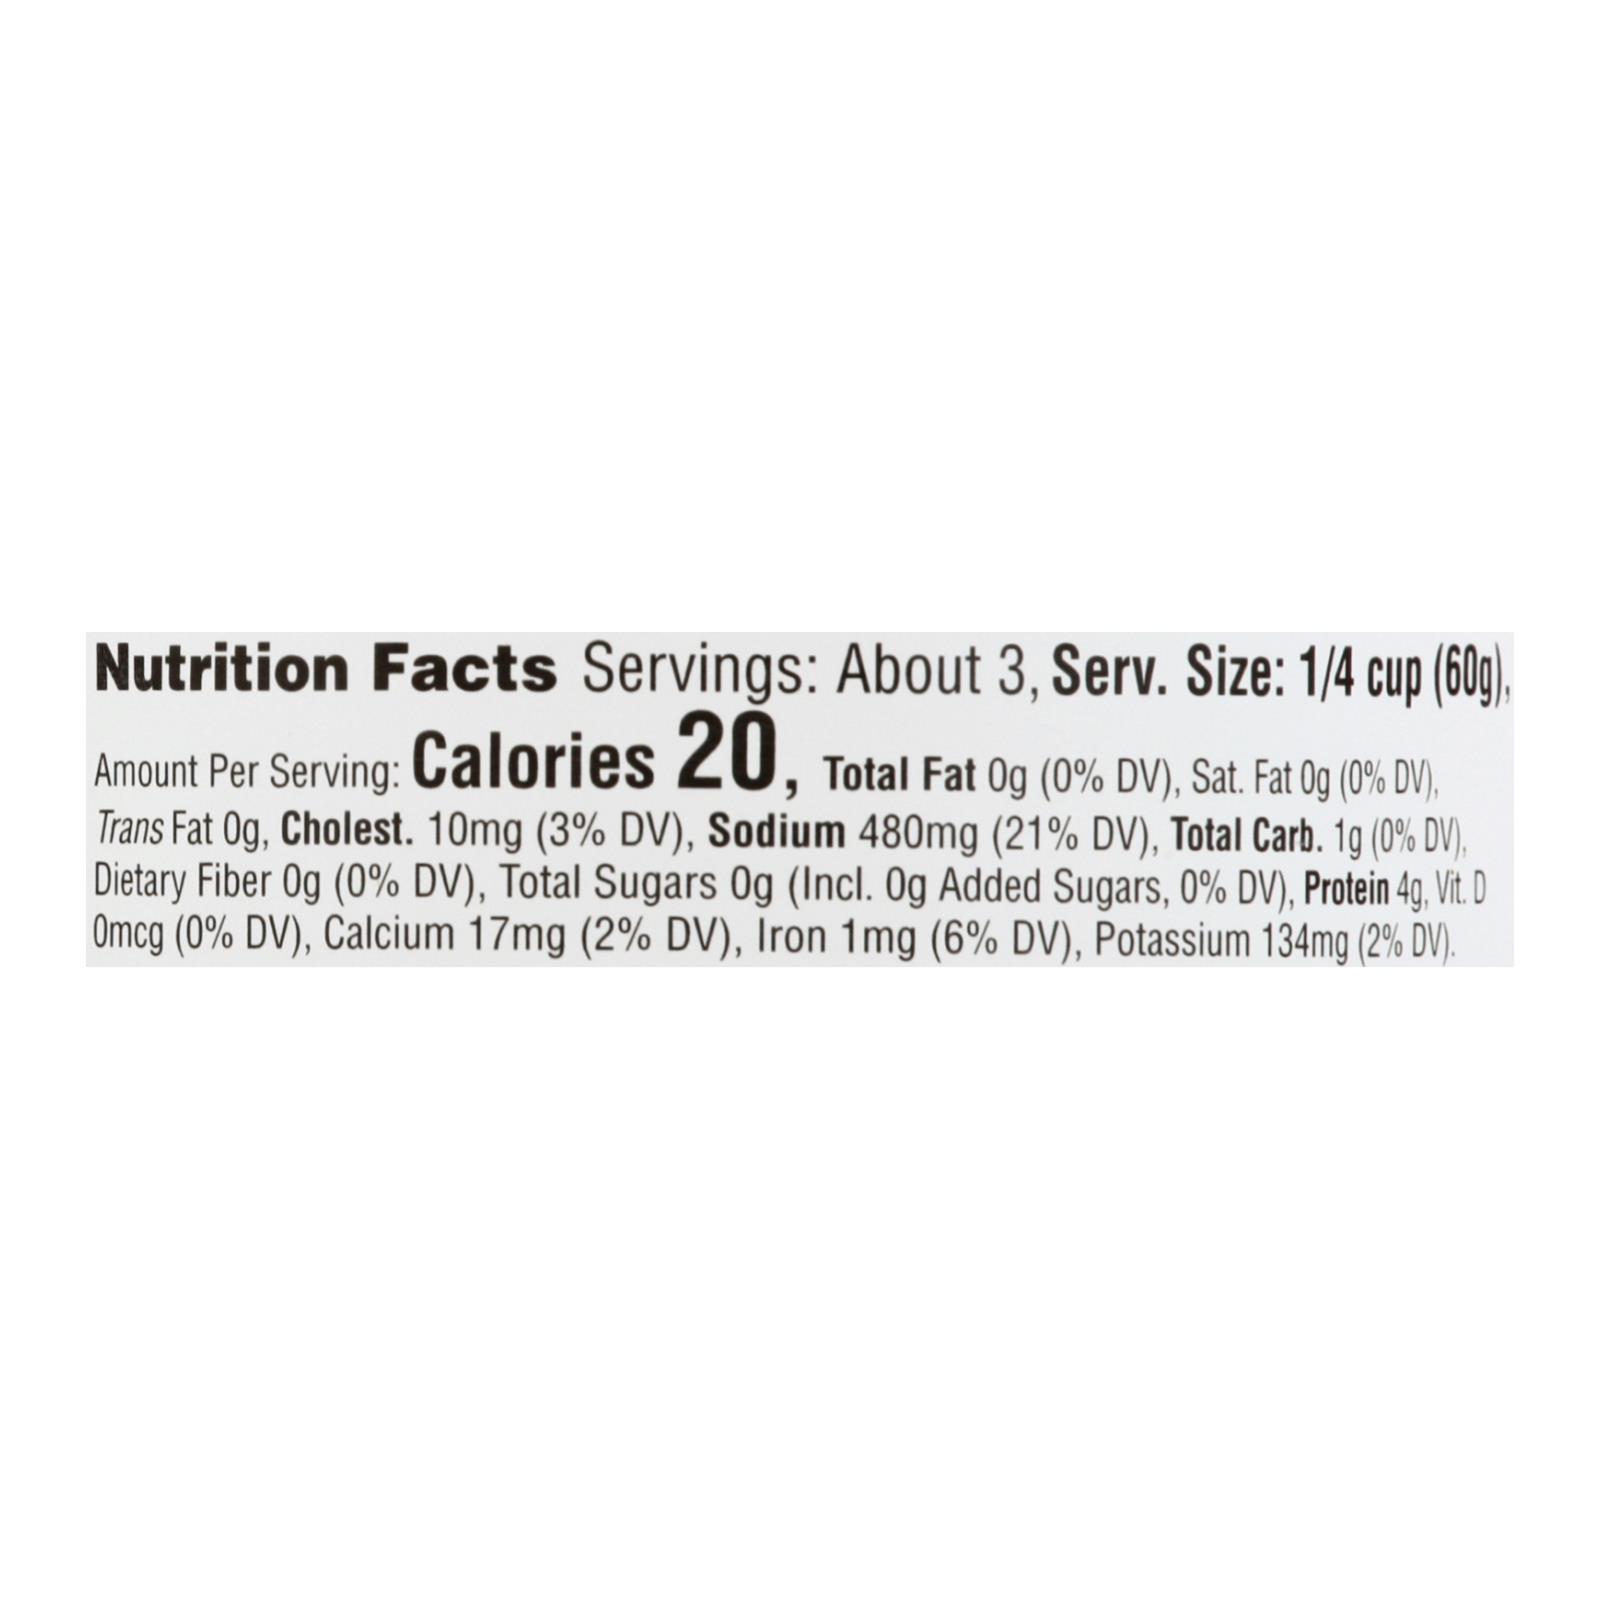 Nutrition Facts Servings: About 3, Serv. Size: 1/4 cup (60g),
Amount Per Serving: Calories 20, Total Fat 0g (0% DV), Sat. Fat 0g (0% DV),
Trans Fat 0g, Cholest. 10mg (3% DV), Sodium 480mg (21% DV), Total Carb. 1g (0% DV),
Dietary Fiber 0g (0% DV), Total Sugars 0g (Incl. 0g Added Sugars, 0% DV), Protein 4g, Vit. D
0mcg (0% DV), Calcium 17mg (2% DV), Iron 1mg (6% DV), Potassium 134mg (2% DV).